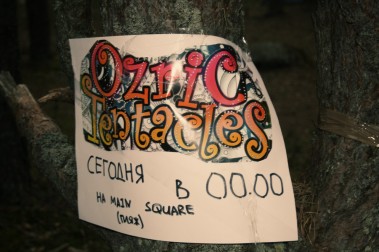 Ozric
Tentacles
СЕГОДНЯ В 00.00
НА MAIN SQUARE
(ПЛЯЖ)